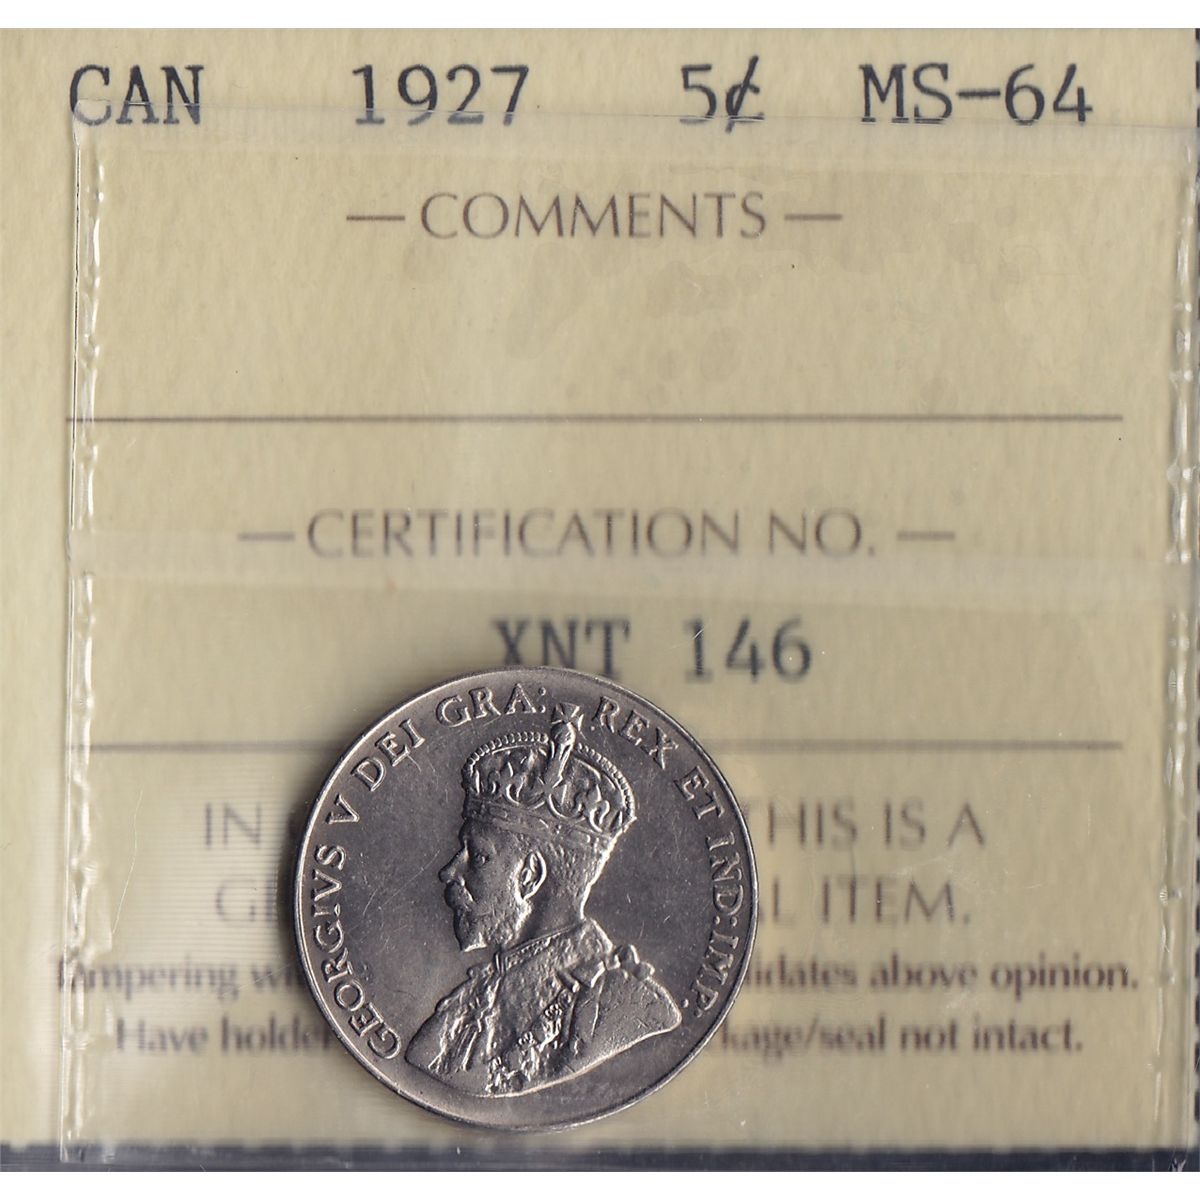 CAN 1927 5¢ MS-64
— COMMENTS —
— CERTIFICATION NO. —
XNT 146
GEORGIVS V DEI GRA: REX ET IND: IMP.
IN THIS IS A
ITEM.
above opinion.
Have holder kage/seal not intact.